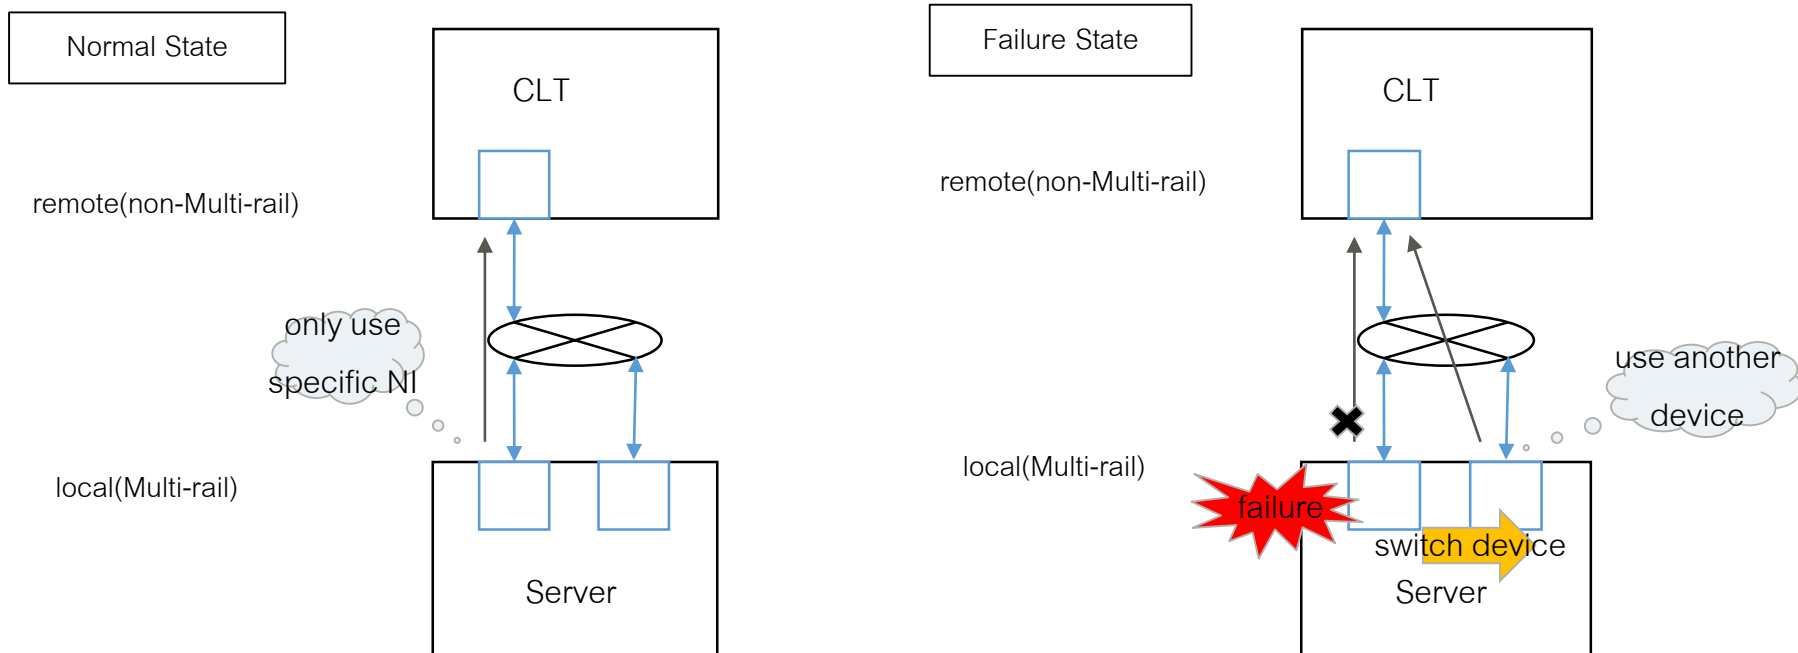 Normal State
CLT
remote(non-Multi-rail)
only use
specific NI
local(Multi-rail)
Server
Failure State
CLT
remote(non-Multi-rail)
use another
device
local(Multi-rail)
failure
switch device
Server